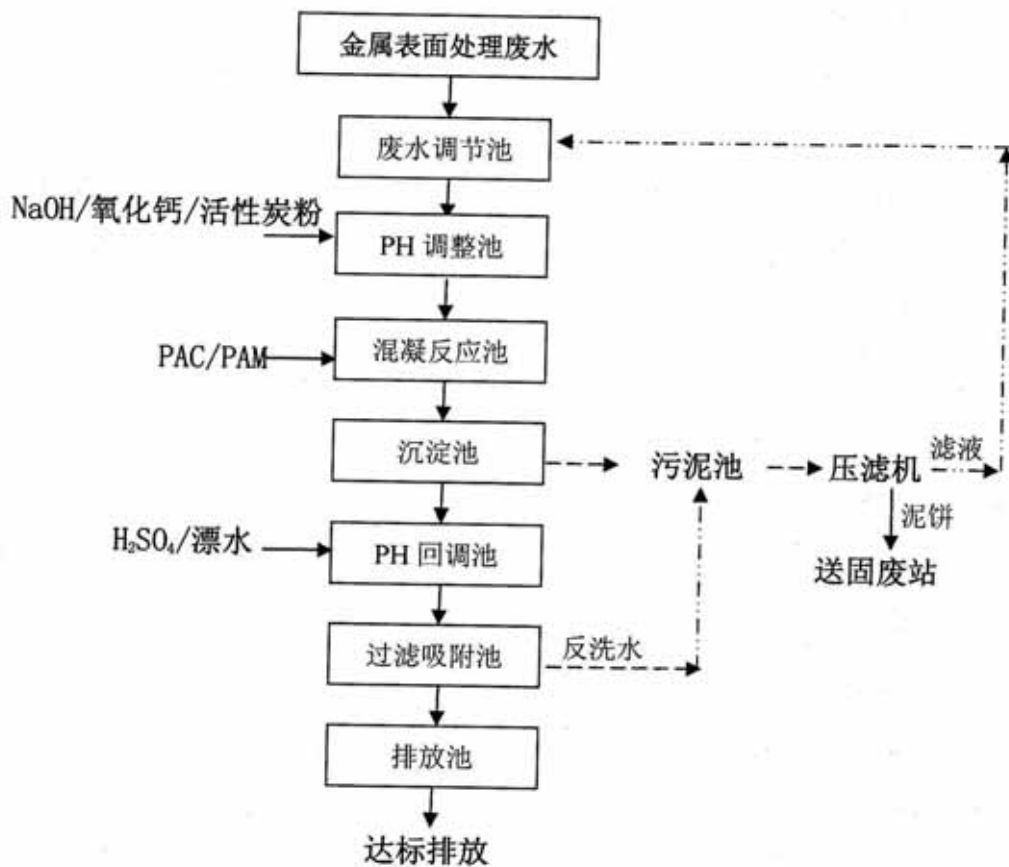 金属表面处理废水
废水调节池
NaOH/氧化钙/活性炭粉
PH 调整池
PAC/PAM
混凝反应池
沉淀池
污泥池
压滤机
滤液
泥饼
送固废站
H₂SO₄/漂水
PH 回调池
过滤吸附池
反洗水
排放池
达标排放